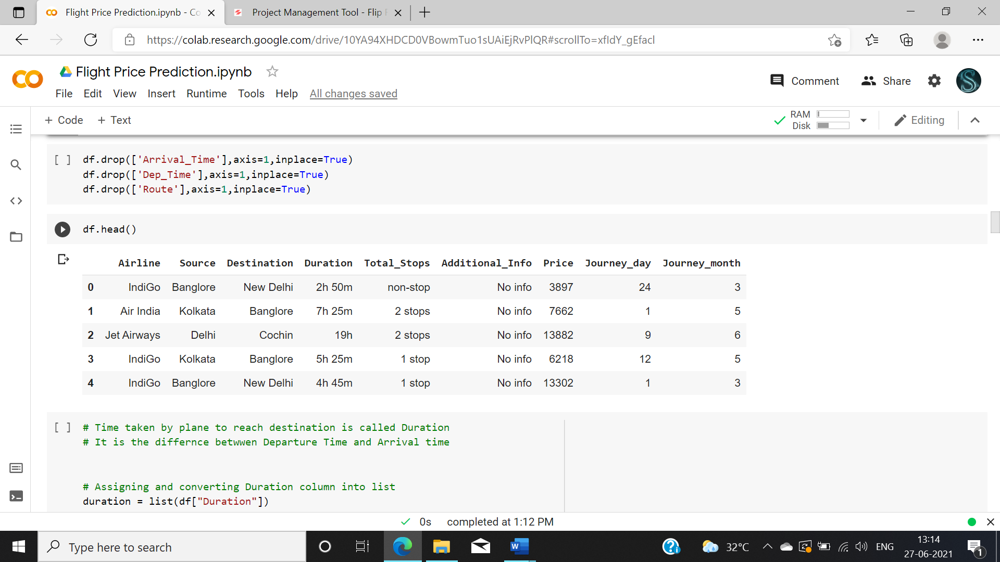 Flight Price Prediction.ipynb - Co
Project Management Tool - Flip
https://colab.research.google.com/drive/10YA94XHDCD0VBowmTuo1sUAiEjRvPlQR#scrollTo=xfIdY_gEfacl
Flight Price Prediction.ipynb
Comment Share
File Edit View Insert Runtime Tools Help All changes saved
+ Code + Text
RAM
Disk
Editing
[ ] df.drop(['Arrival_Time'],axis=1,inplace=True)
df.drop(['Dep_Time'],axis=1,inplace=True)
df.drop(['Route'],axis=1,inplace=True)
df.head()
Airline Source Destination Duration Total_Stops Additional_Info Price Journey_day Journey_month
0 IndiGo Banglore New Delhi 2h 50m non-stop No info 3897 24 3
1 Air India Kolkata Banglore 7h 25m 2 stops No info 7662 1 5
2 Jet Airways Delhi Cochin 19h 2 stops No info 13882 9 6
3 IndiGo Kolkata Banglore 5h 25m 1 stop No info 6218 12 5
4 IndiGo Banglore New Delhi 4h 45m 1 stop No info 13302 1 3
[ ] # Time taken by plane to reach destination is called Duration
# It is the differnce betwwen Departure Time and Arrival time
# Assigning and converting Duration column into list
duration = list(df["Duration"])
0s completed at 1:12 PM
Type here to search
32°C
ENG
13:14
27-06-2021
1